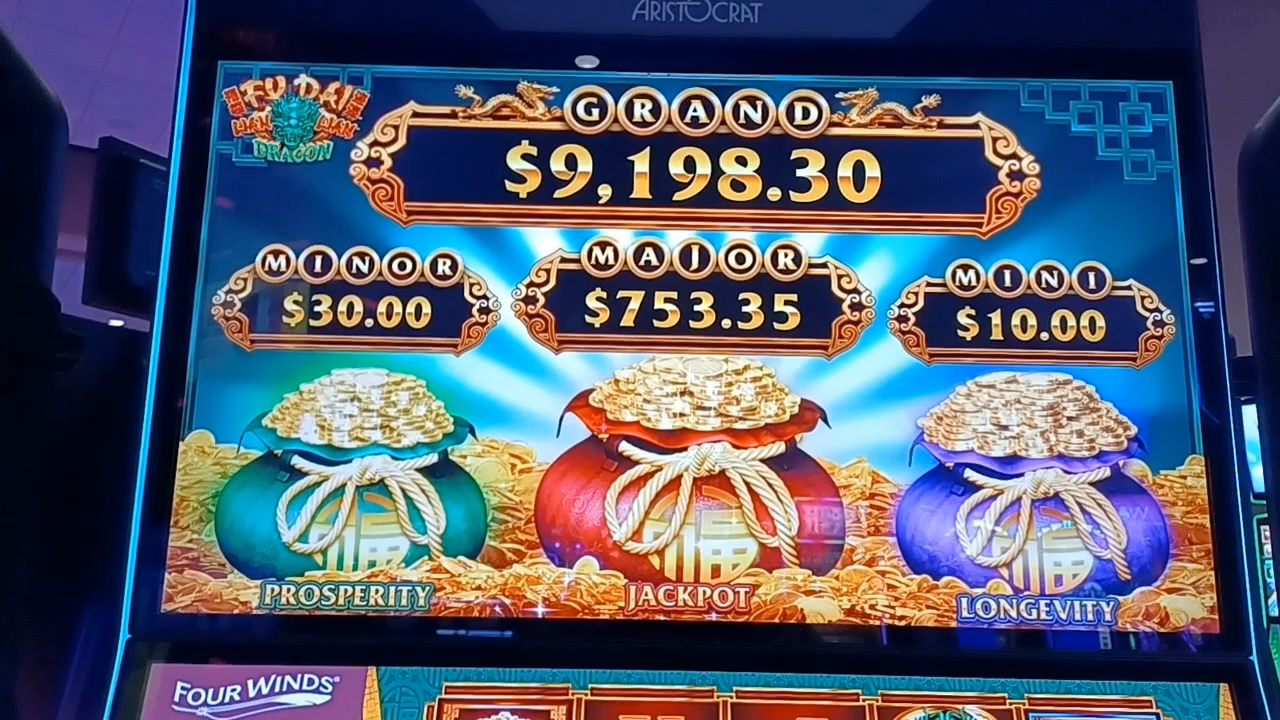 ARISTOCRAT
FU DAI
LIAN LIAN
DRAGON
GRAND
$9,198.30
MINOR
$30.00
MAJOR
$753.35
MINI
$10.00
福
福
福
PROSPERITY
JACKPOT
LONGEVITY
FOUR WINDS®